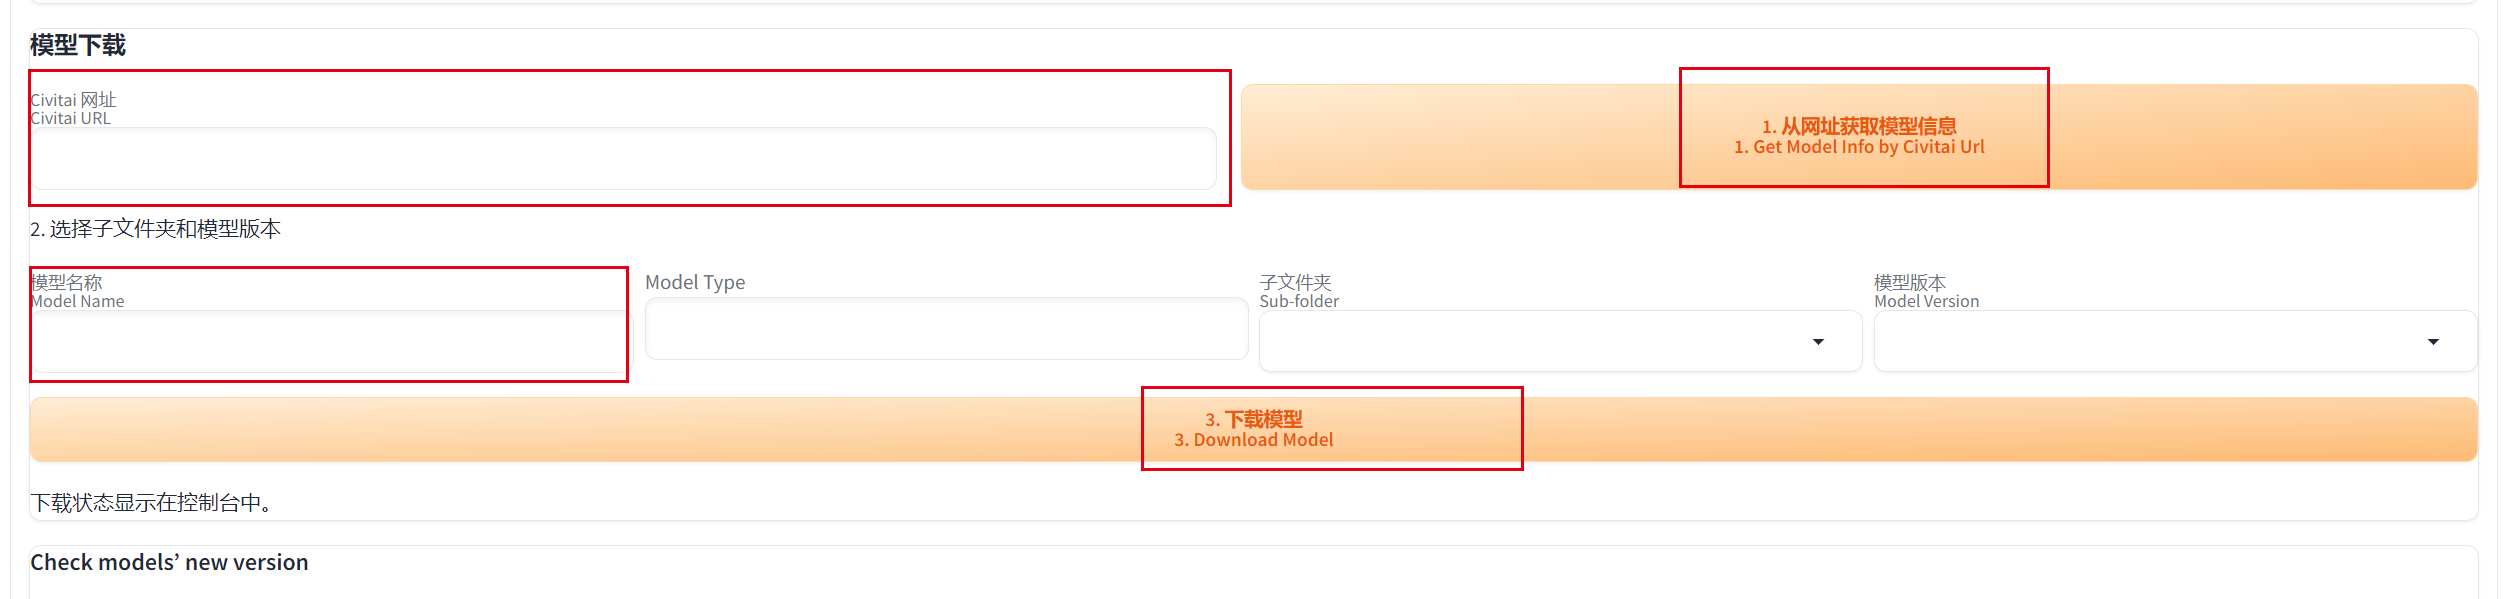 模型下载
Civitai 网址
Civitai URL
1. 从网址获取模型信息
1. Get Model Info by Civitai Url
2. 选择子文件夹和模型版本
模型名称
Model Name
Model Type
子文件夹
Sub-folder
模型版本
Model Version
3. 下载模型
3. Download Model
下载状态显示在控制台中。
Check models’ new version